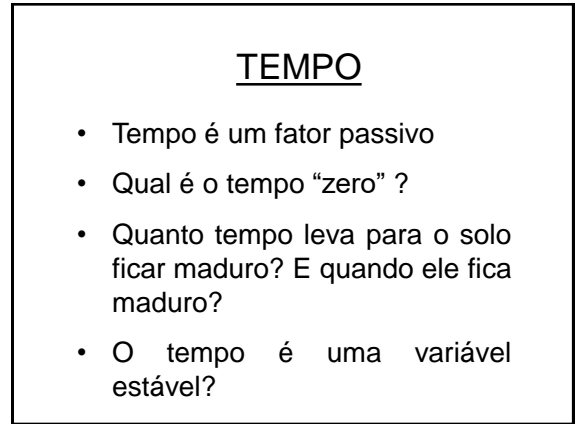 TEMPO
• Tempo é um fator passivo
• Qual é o tempo “zero” ?
• Quanto tempo leva para o solo
ficar maduro? E quando ele fica
maduro?
• O tempo é uma variável
estável?